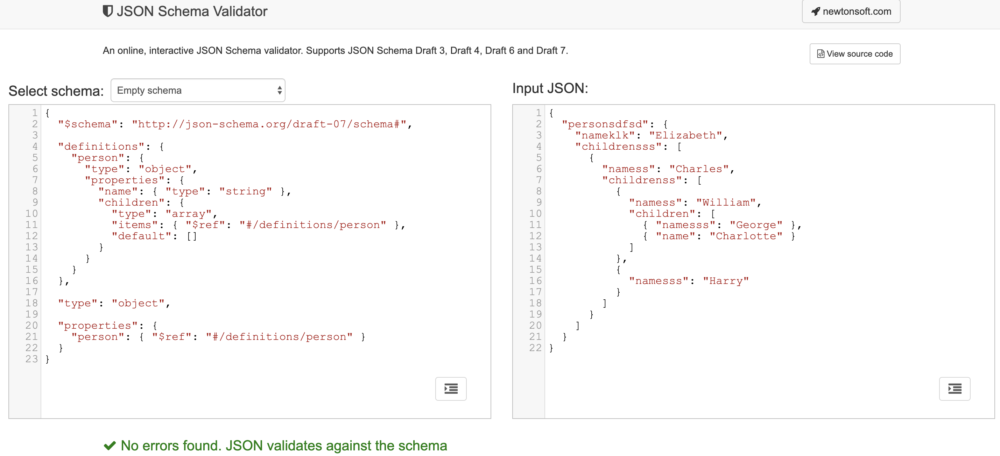 JSON Schema Validator
newtonsoft.com
An online, interactive JSON Schema validator. Supports JSON Schema Draft 3, Draft 4, Draft 6 and Draft 7.
View source code
Select schema: Empty schema
1 {
2   "$schema": "http://json-schema.org/draft-07/schema#",
3
4   "definitions": {
5     "person": {
6       "type": "object",
7       "properties": {
8         "name": { "type": "string" },
9         "children": {
10           "type": "array",
11           "items": { "$ref": "#/definitions/person" },
12           "default": []
13         }
14       }
15     }
16   },
17
18   "type": "object",
19
20   "properties": {
21     "person": { "$ref": "#/definitions/person" }
22   }
23 }
Input JSON:
1 {
2   "personsdfsd": {
3     "nameklk": "Elizabeth",
4     "childrensss": [
5       {
6         "namess": "Charles",
7         "childrenss": [
8           {
9             "namess": "William",
10             "children": [
11               { "namesss": "George" },
12               { "name": "Charlotte" }
13             ]
14           },
15           {
16             "namesss": "Harry"
17           }
18         ]
19       }
20     ]
21   }
22 }
No errors found. JSON validates against the schema